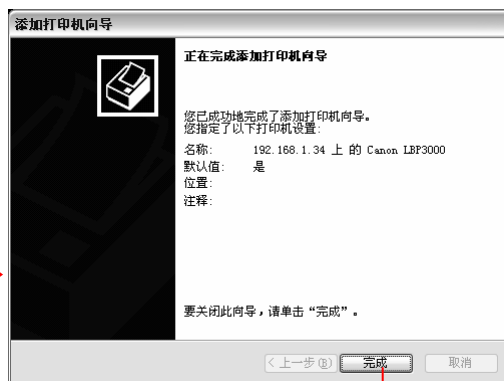 添加打印机向导
正在完成添加打印机向导
您已成功地完成了添加打印机向导。
您指定了以下打印机设置:
名称: 192.168.1.34 上 的 Canon LBP3000
默认值: 是
位置:
注释:
要关闭此向导，请单击“完成”。
<上一步(B) 完成 取消